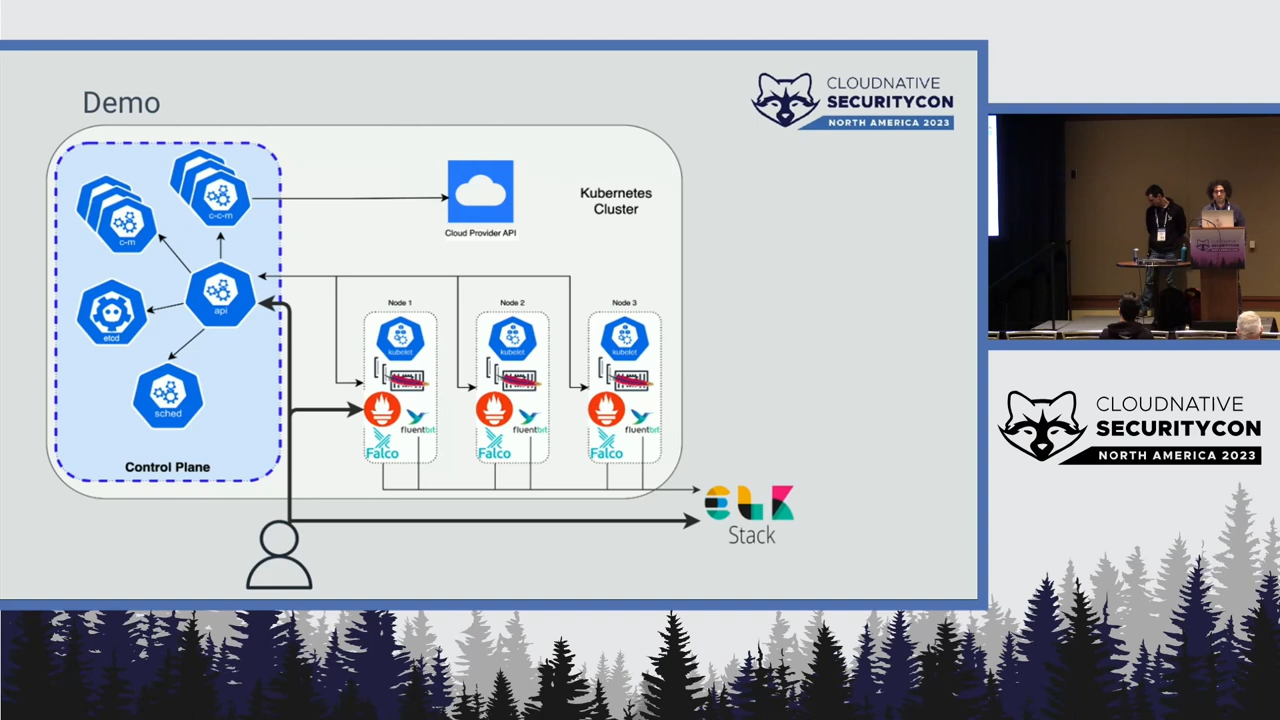 Demo
CLOUDNATIVE
SECURITYCON
NORTH AMERICA 2023
c-c-m
c-m
Kubernetes
Cluster
Cloud Provider API
api
etcd
sched
Control Plane
Node 1
Node 2
Node 3
kubelet
kubelet
kubelet
fluentbit
fluentbit
fluentbit
Falco
Falco
Falco
ELK
Stack
CLOUDNATIVE
SECURITYCON
NORTH AMERICA 2023